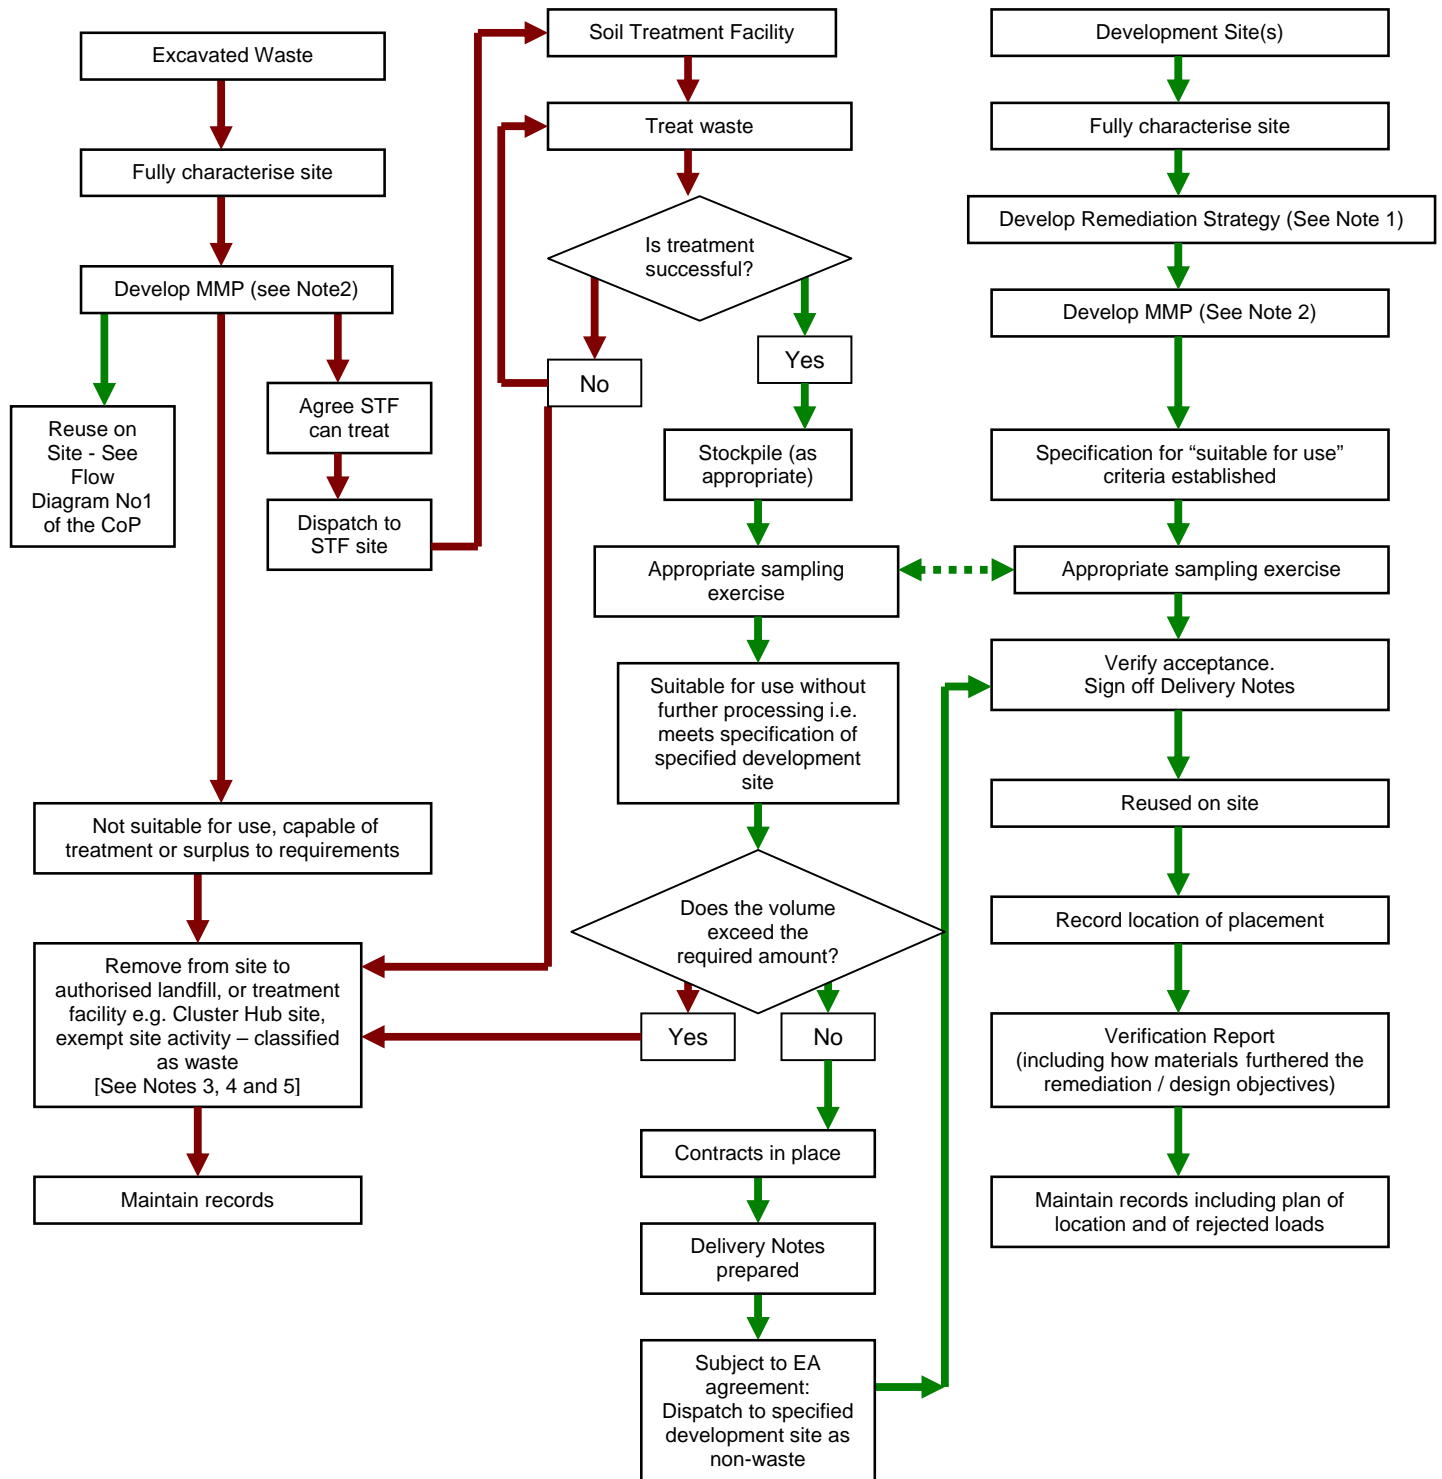 Excavated Waste
Fully characterise site
Develop MMP (see Note2)
Reuse on
Site - See
Flow
Diagram No1
of the CoP
Agree STF
can treat
Dispatch to
STF site
Not suitable for use, capable of
treatment or surplus to requirements
Remove from site to
authorised landfill, or treatment
facility e.g. Cluster Hub site,
exempt site activity – classified
as waste
[See Notes 3, 4 and 5]
Maintain records
Soil Treatment Facility
Treat waste
Is treatment
successful?
No
Yes
Stockpile (as
appropriate)
Appropriate sampling
exercise
Suitable for use without
further processing i.e.
meets specification of
specified development
site
Does the volume
exceed the
required amount?
Yes
No
Contracts in place
Delivery Notes
prepared
Subject to EA
agreement:
Dispatch to specified
development site as
non-waste
Development Site(s)
Fully characterise site
Develop Remediation Strategy (See Note 1)
Develop MMP (See Note 2)
Specification for “suitable for use”
criteria established
Appropriate sampling exercise
Verify acceptance.
Sign off Delivery Notes
Reused on site
Record location of placement
Verification Report
(including how materials furthered the
remediation / design objectives)
Maintain records including plan of
location and of rejected loads